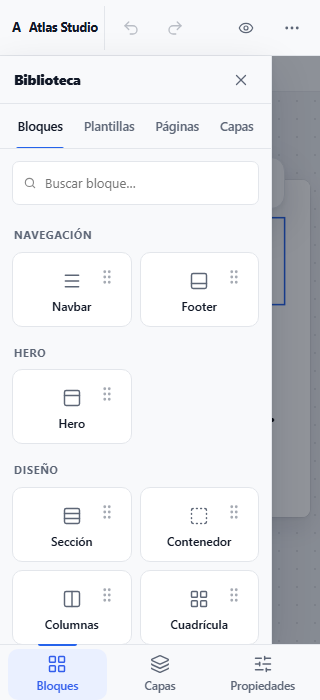 A Atlas Studio
Biblioteca
Bloques Plantillas Páginas Capas
Buscar bloque...
NAVEGACIÓN
Navbar Footer
HERO
Hero
DISEÑO
Sección Contenedor
Columnas Cuadrícula
Bloques Capas Propiedades